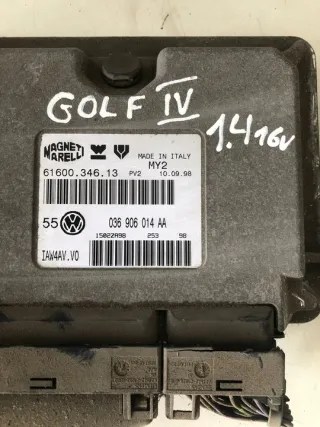 GOLF IV
1.4 16V
MAGNETI
MARELLI
MADE IN ITALY
MY2
61600.346.13 PV2 10.09.98
55 036 906 014 AA
1502ZA98 253 98
IAW4AV.V0